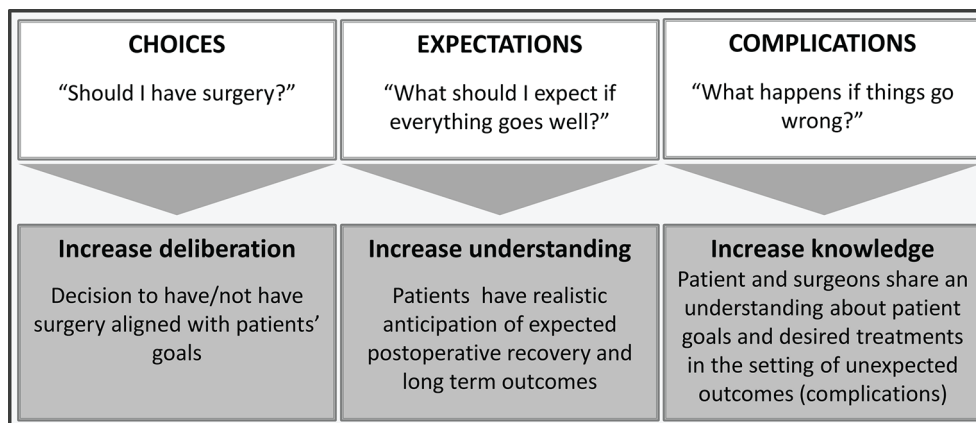 CHOICES
“Should I have surgery?”
EXPECTATIONS
“What should I expect if
everything goes well?”
COMPLICATIONS
“What happens if things go
wrong?”
Increase deliberation
Decision to have/not have
surgery aligned with patients’
goals
Increase understanding
Patients have realistic
anticipation of expected
postoperative recovery and
long term outcomes
Increase knowledge
Patient and surgeons share an
understanding about patient
goals and desired treatments
in the setting of unexpected
outcomes (complications)